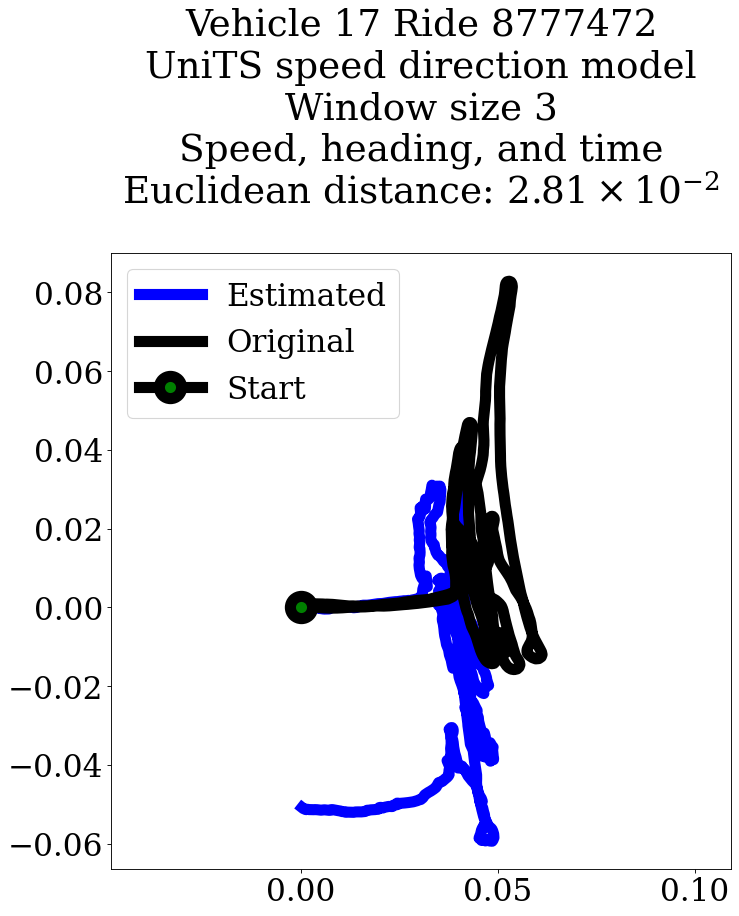 Vehicle 17 Ride 8777472
UniTS speed direction model
Window size 3
Speed, heading, and time
Euclidean distance: 2.81 × 10⁻²
Estimated
Original
Start
0.08
0.06
0.04
0.02
0.00
−0.02
−0.04
−0.06
0.00 0.05 0.10